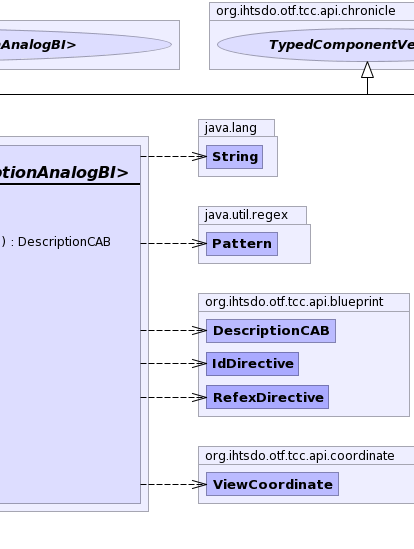 org.ihtsdo.otf.tcc.api.chronicle
AnalogBI>
TypedComponentVe
java.lang
String
ptionAnalogBI>
java.util.regex
Pattern
) : DescriptionCAB
org.ihtsdo.otf.tcc.api.blueprint
DescriptionCAB
IdDirective
RefexDirective
org.ihtsdo.otf.tcc.api.coordinate
ViewCoordinate